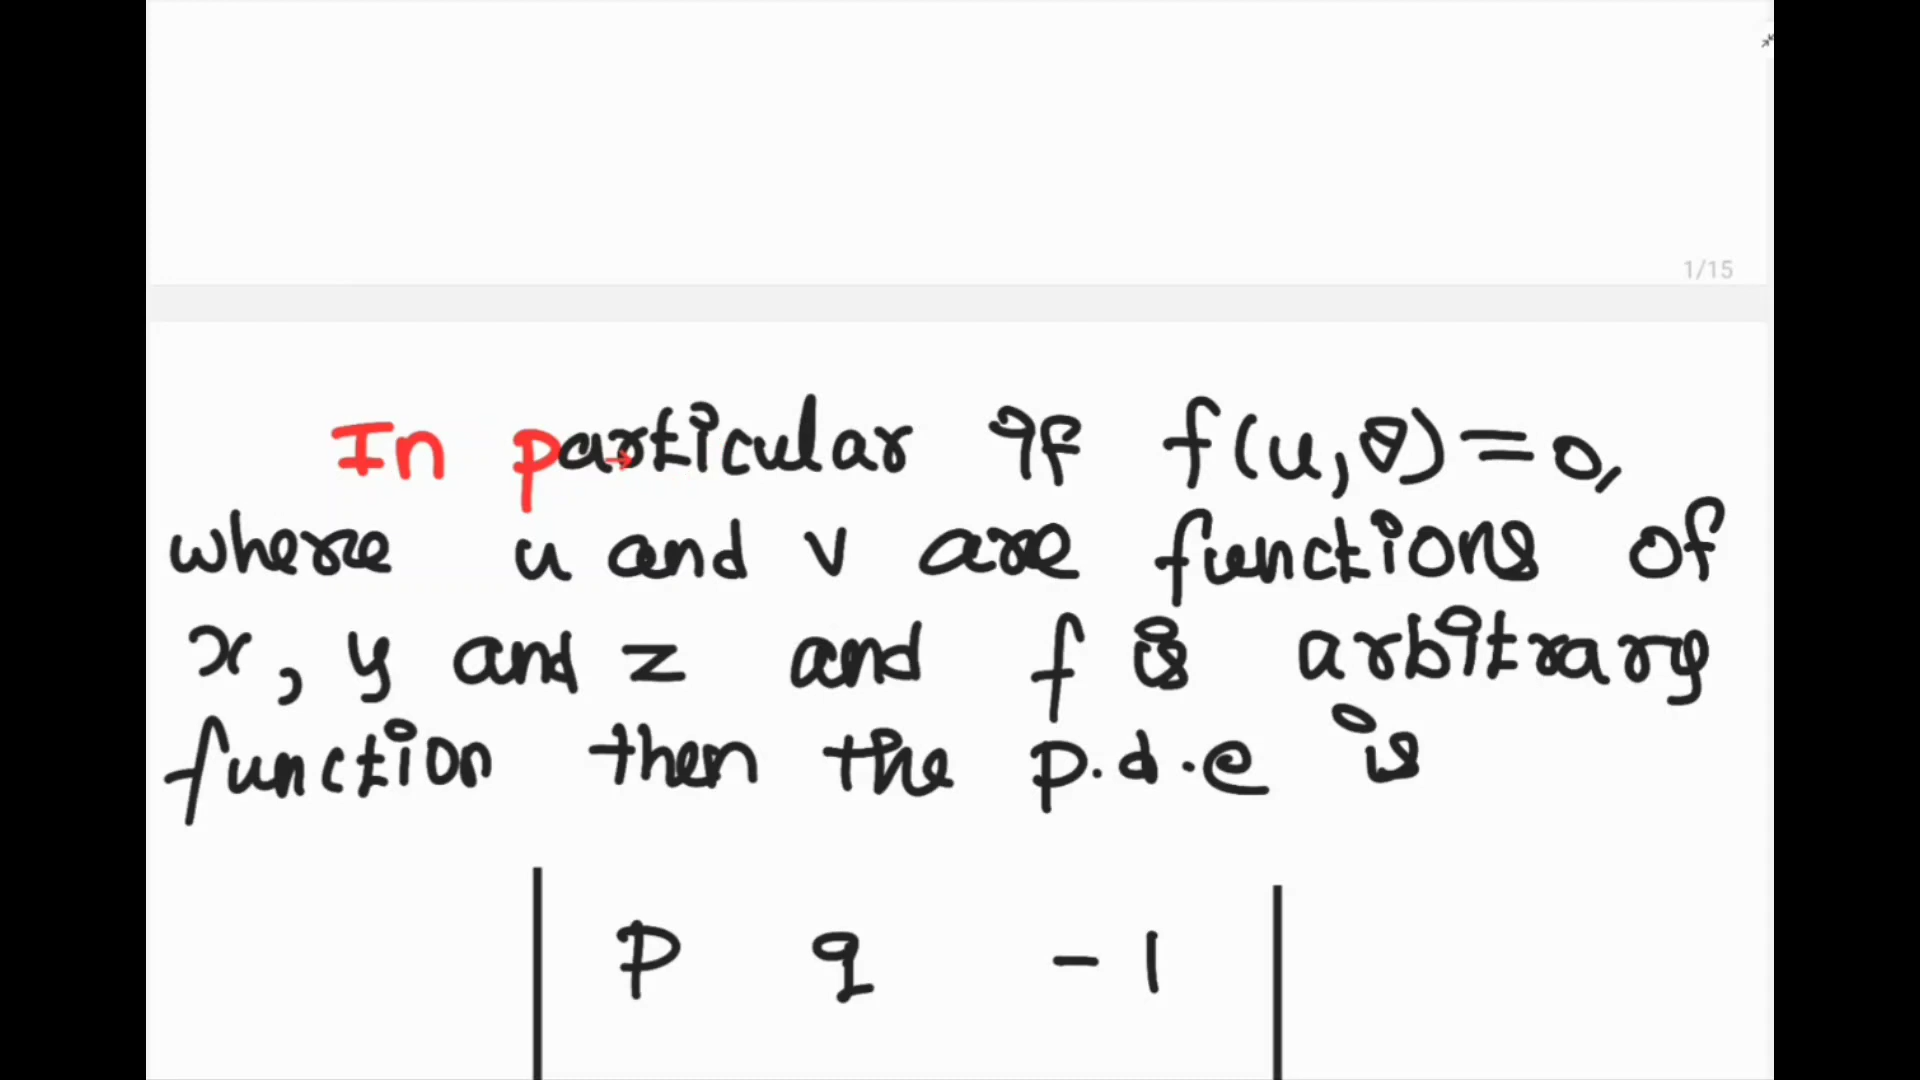 1/15
In particular if f(u,v)=0,
where u and v are functions of
x, y and z and f is arbitrary
function then the p.d.e is
p q -1